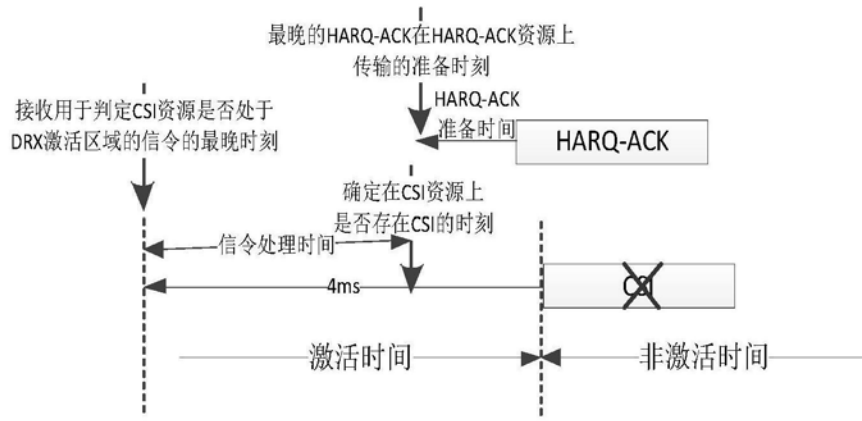 最晚的HARQ-ACK在HARQ-ACK资源上
传输的准备时刻
接收用于判定CSI资源是否处于
DRX激活区域的信令的最晚时刻
HARQ-ACK
准备时间
HARQ-ACK
确定在CSI资源上
是否存在CSI的时刻
信令处理时间
4ms
CSI
激活时间
非激活时间